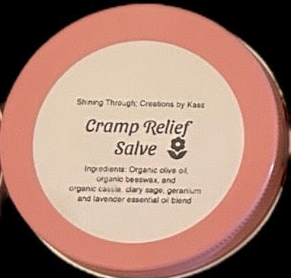 Shining Through; Creations by Kass
Cramp Relief
Salve
Ingredients: Organic olive oil,
organic beeswax, and
organic cassia, clary sage, geranium
and lavender essential oil blend